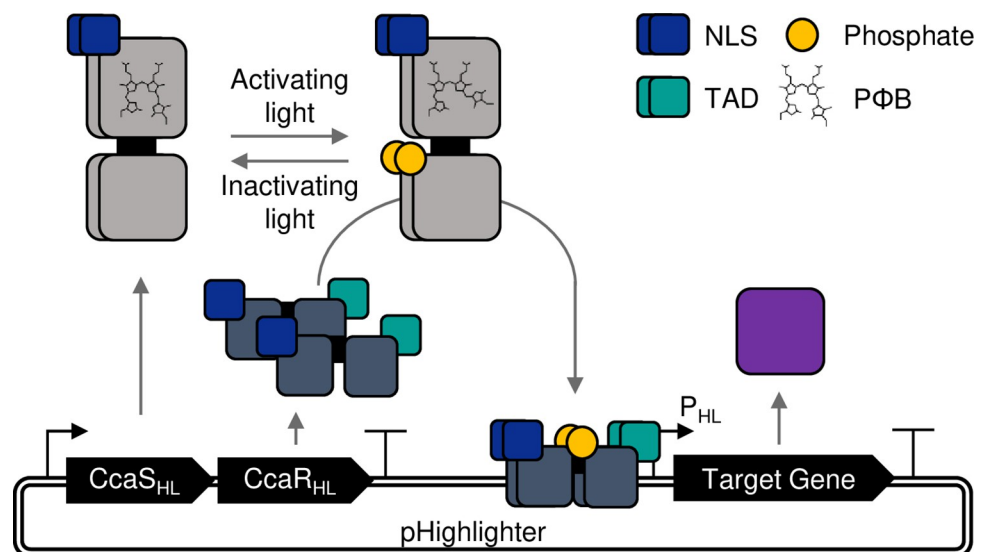 NLS
Phosphate
TAD
PΦB
Activating
light
Inactivating
light
P_HL
CcaS_HL
CcaR_HL
Target Gene
pHighlighter